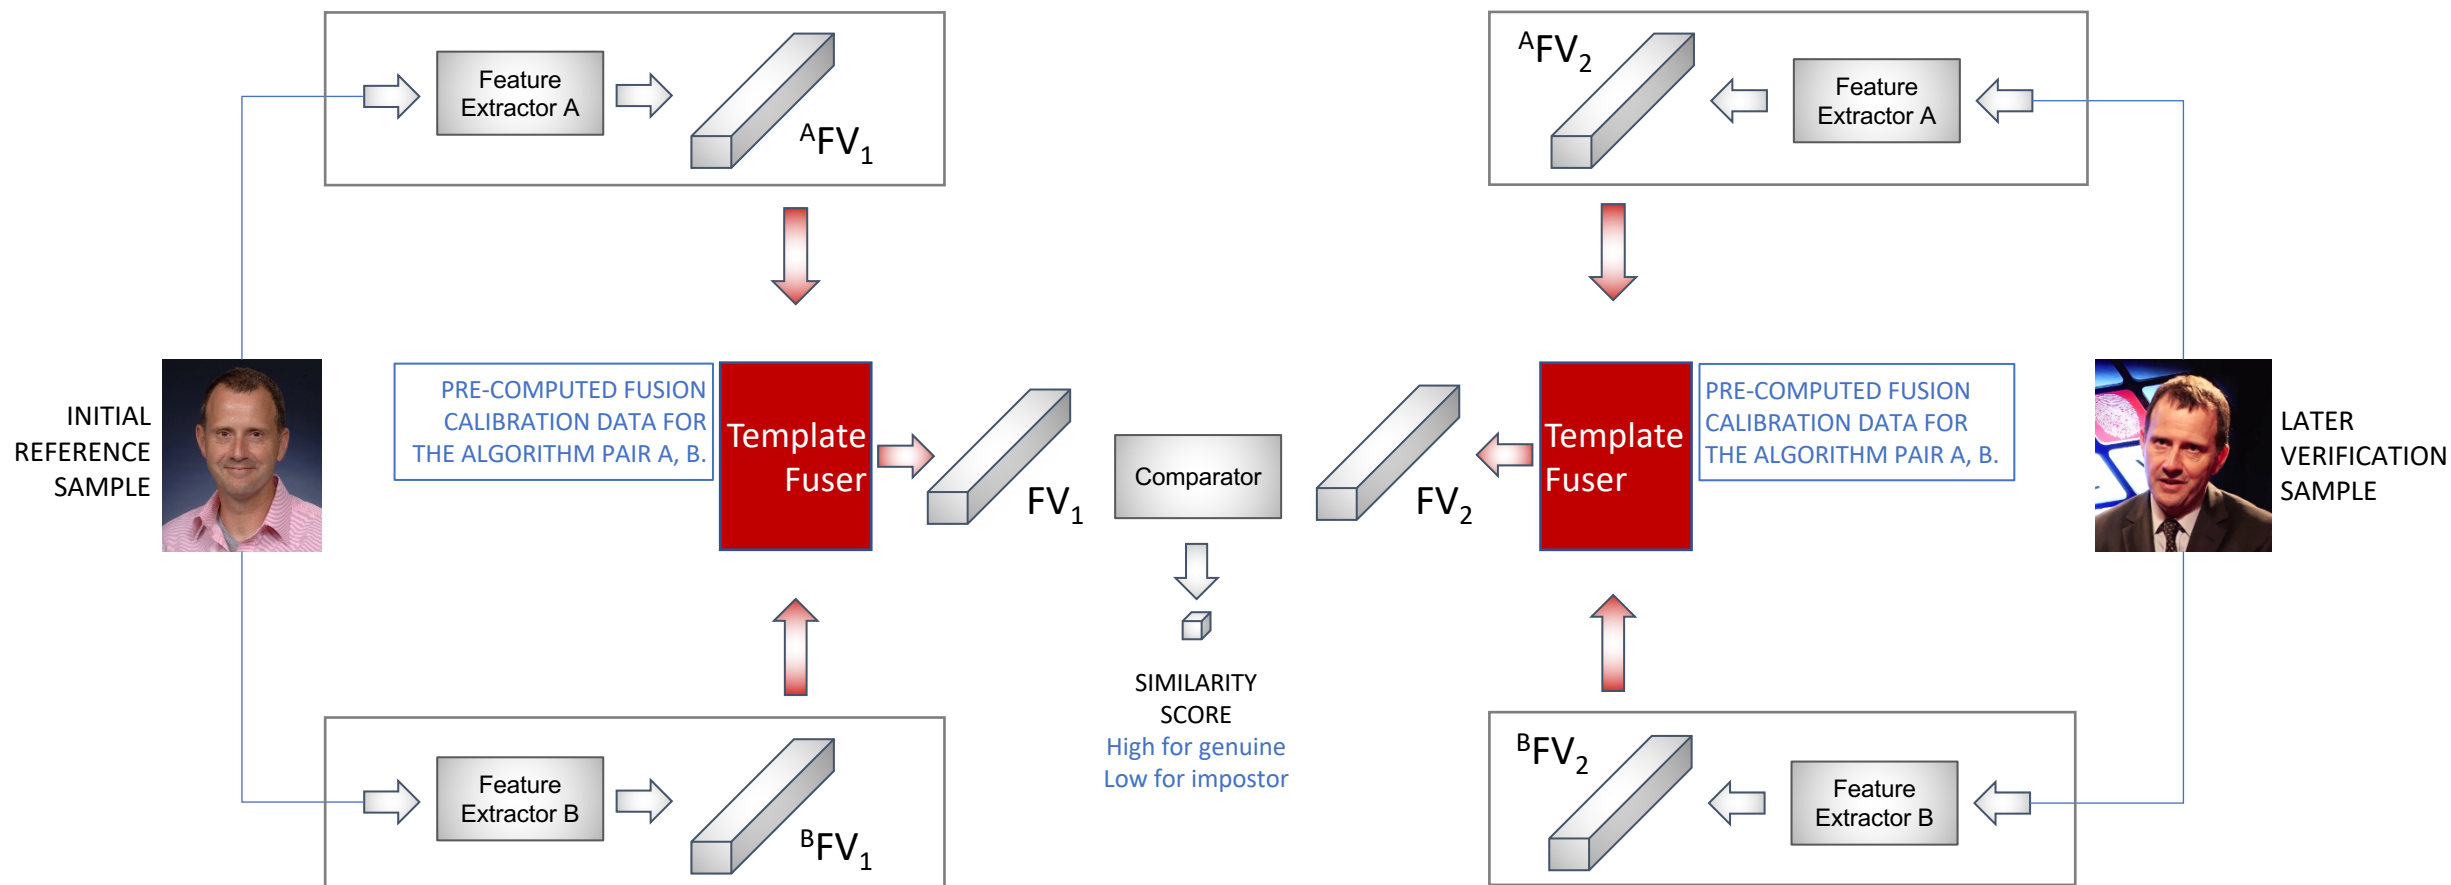 Feature
Extractor A
ᴬFV₁
ᴬFV₂
Feature
Extractor A
INITIAL
REFERENCE
SAMPLE
PRE-COMPUTED FUSION
CALIBRATION DATA FOR
THE ALGORITHM PAIR A, B.
Template
Fuser
FV₁
Comparator
FV₂
Template
Fuser
PRE-COMPUTED FUSION
CALIBRATION DATA FOR
THE ALGORITHM PAIR A, B.
LATER
VERIFICATION
SAMPLE
SIMILARITY
SCORE
High for genuine
Low for impostor
Feature
Extractor B
ᴮFV₁
ᴮFV₂
Feature
Extractor B